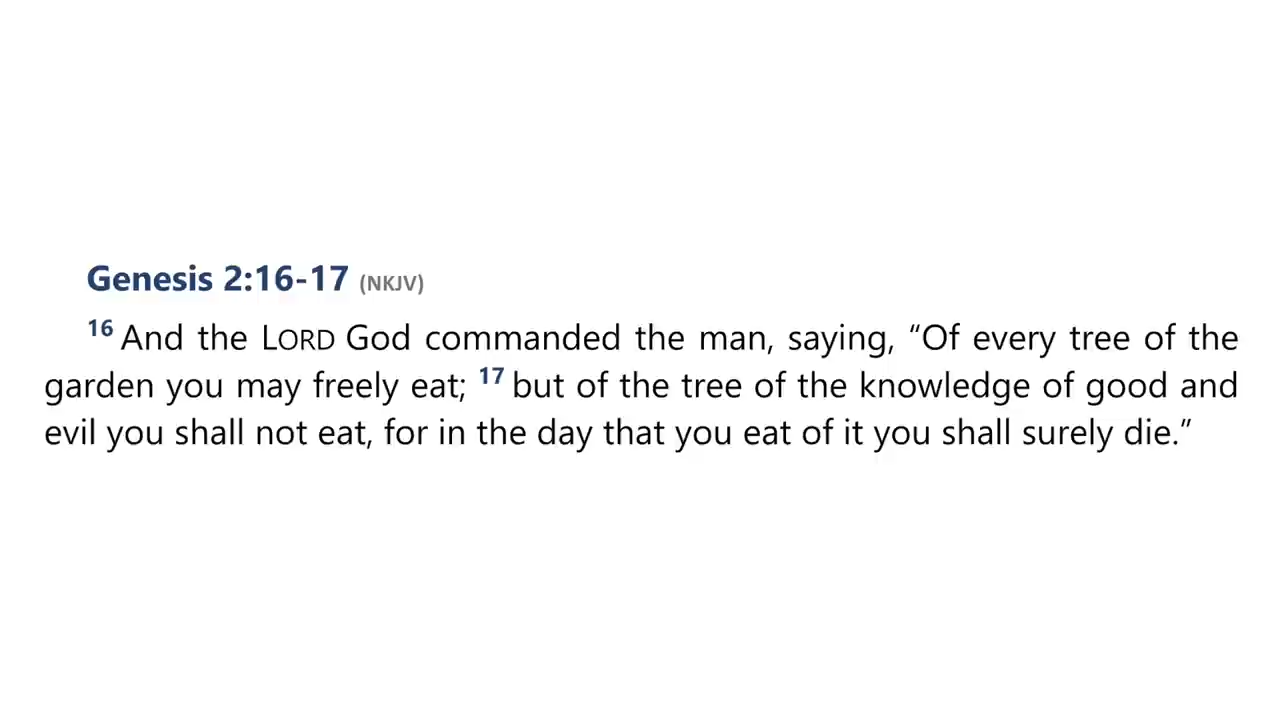 Genesis 2:16-17 (NKJV)
16 And the LORD God commanded the man, saying, “Of every tree of the
garden you may freely eat; 17 but of the tree of the knowledge of good and
evil you shall not eat, for in the day that you eat of it you shall surely die.”